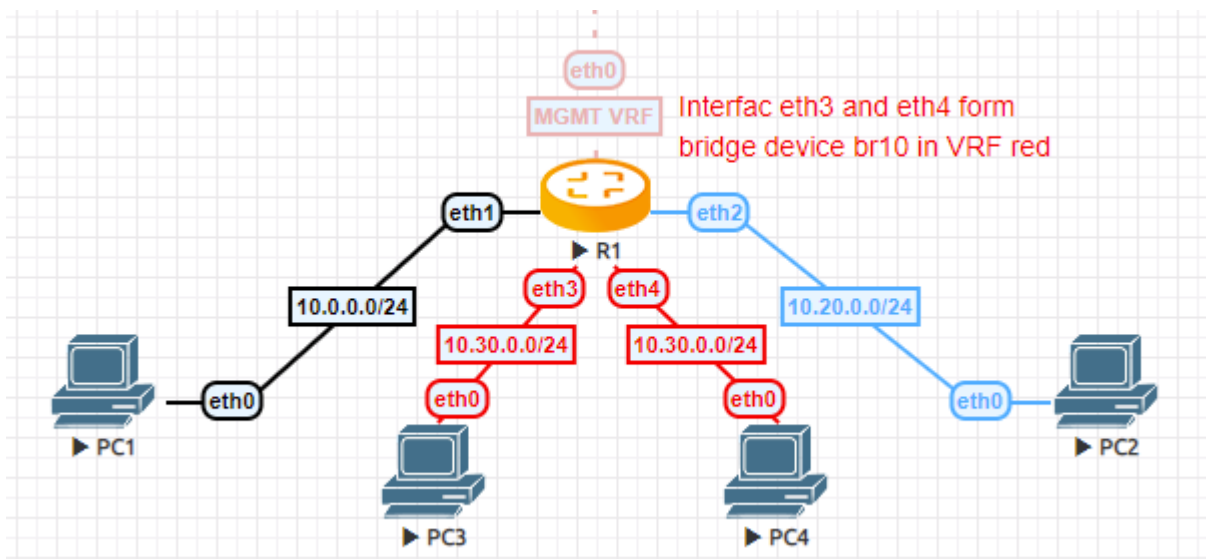 eth0
MGMT VRF
Interfac eth3 and eth4 form
bridge device br10 in VRF red
eth1
eth2
R1
eth3
eth4
10.0.0.0/24
10.20.0.0/24
10.30.0.0/24
10.30.0.0/24
eth0
eth0
eth0
eth0
PC1
PC2
PC3
PC4